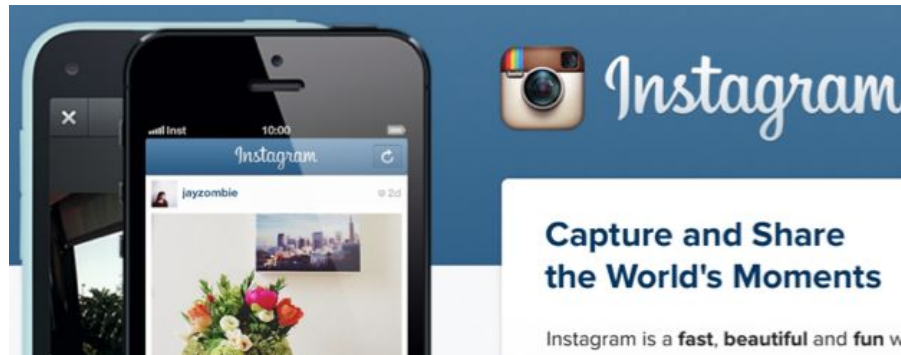 Instagram
Inst 10:00
Instagram
jayzombie 2d
Capture and Share
the World's Moments
Instagram is a fast, beautiful and fun w